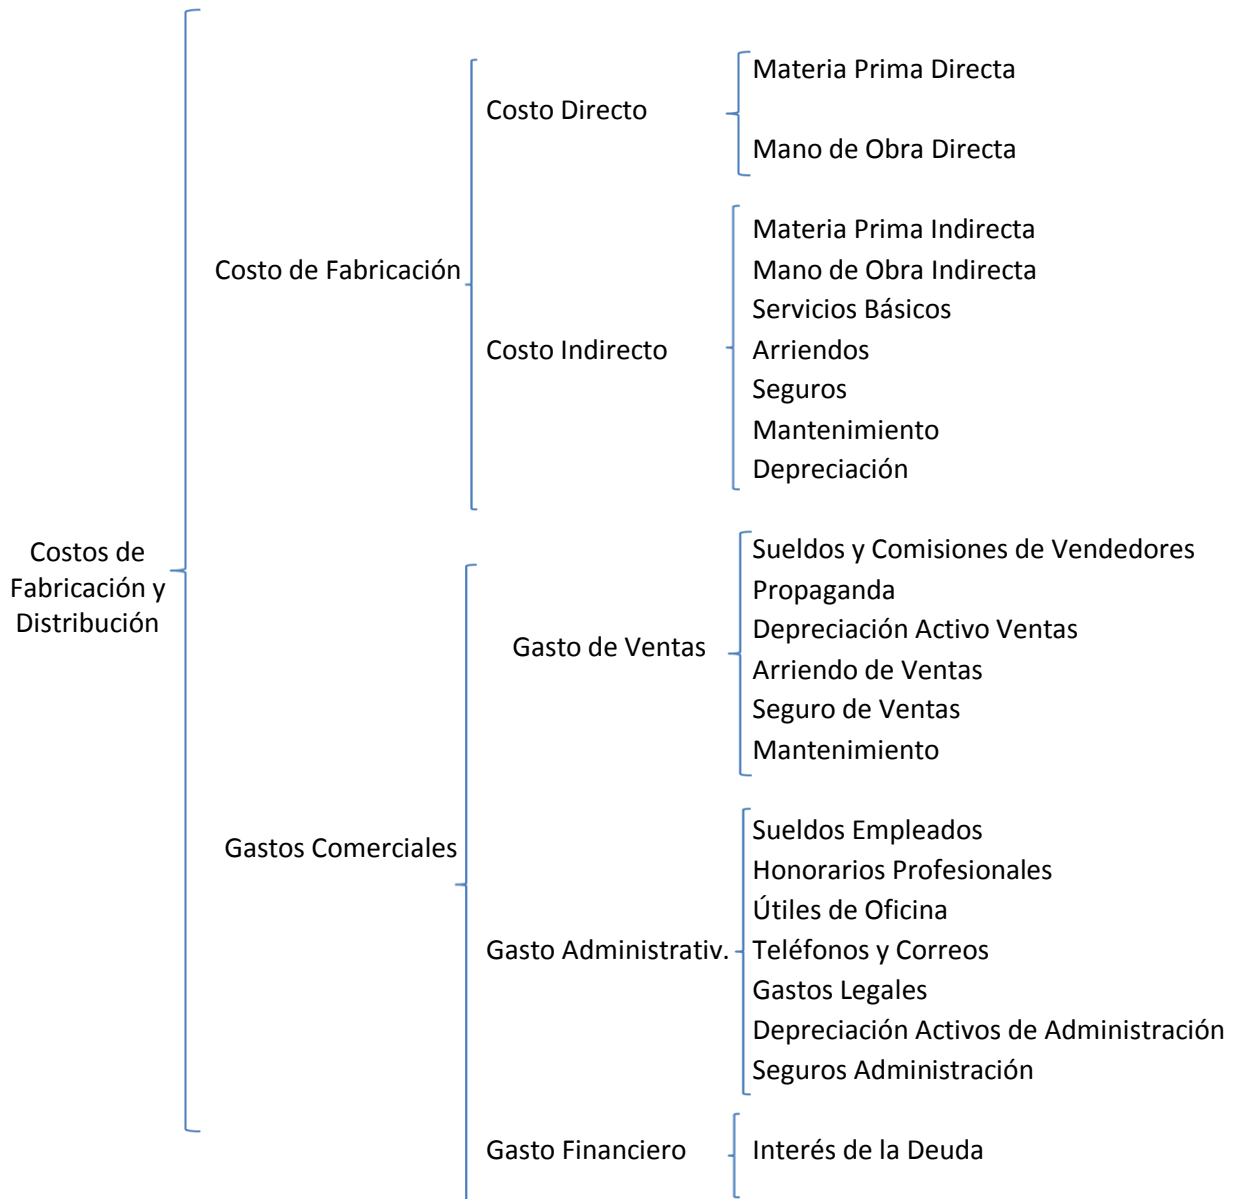 Materia Prima Directa
Costo Directo
Mano de Obra Directa
Materia Prima Indirecta
Costo de Fabricación
Mano de Obra Indirecta
Servicios Básicos
Costo Indirecto
Arriendos
Seguros
Mantenimiento
Depreciación
Costos de
Fabricación y
Distribución
Sueldos y Comisiones de Vendedores
Propaganda
Depreciación Activo Ventas
Gasto de Ventas
Arriendo de Ventas
Seguro de Ventas
Mantenimiento
Gastos Comerciales
Sueldos Empleados
Honorarios Profesionales
Útiles de Oficina
Gasto Administrativ.
Teléfonos y Correos
Gastos Legales
Depreciación Activos de Administración
Seguros Administración
Gasto Financiero
Interés de la Deuda